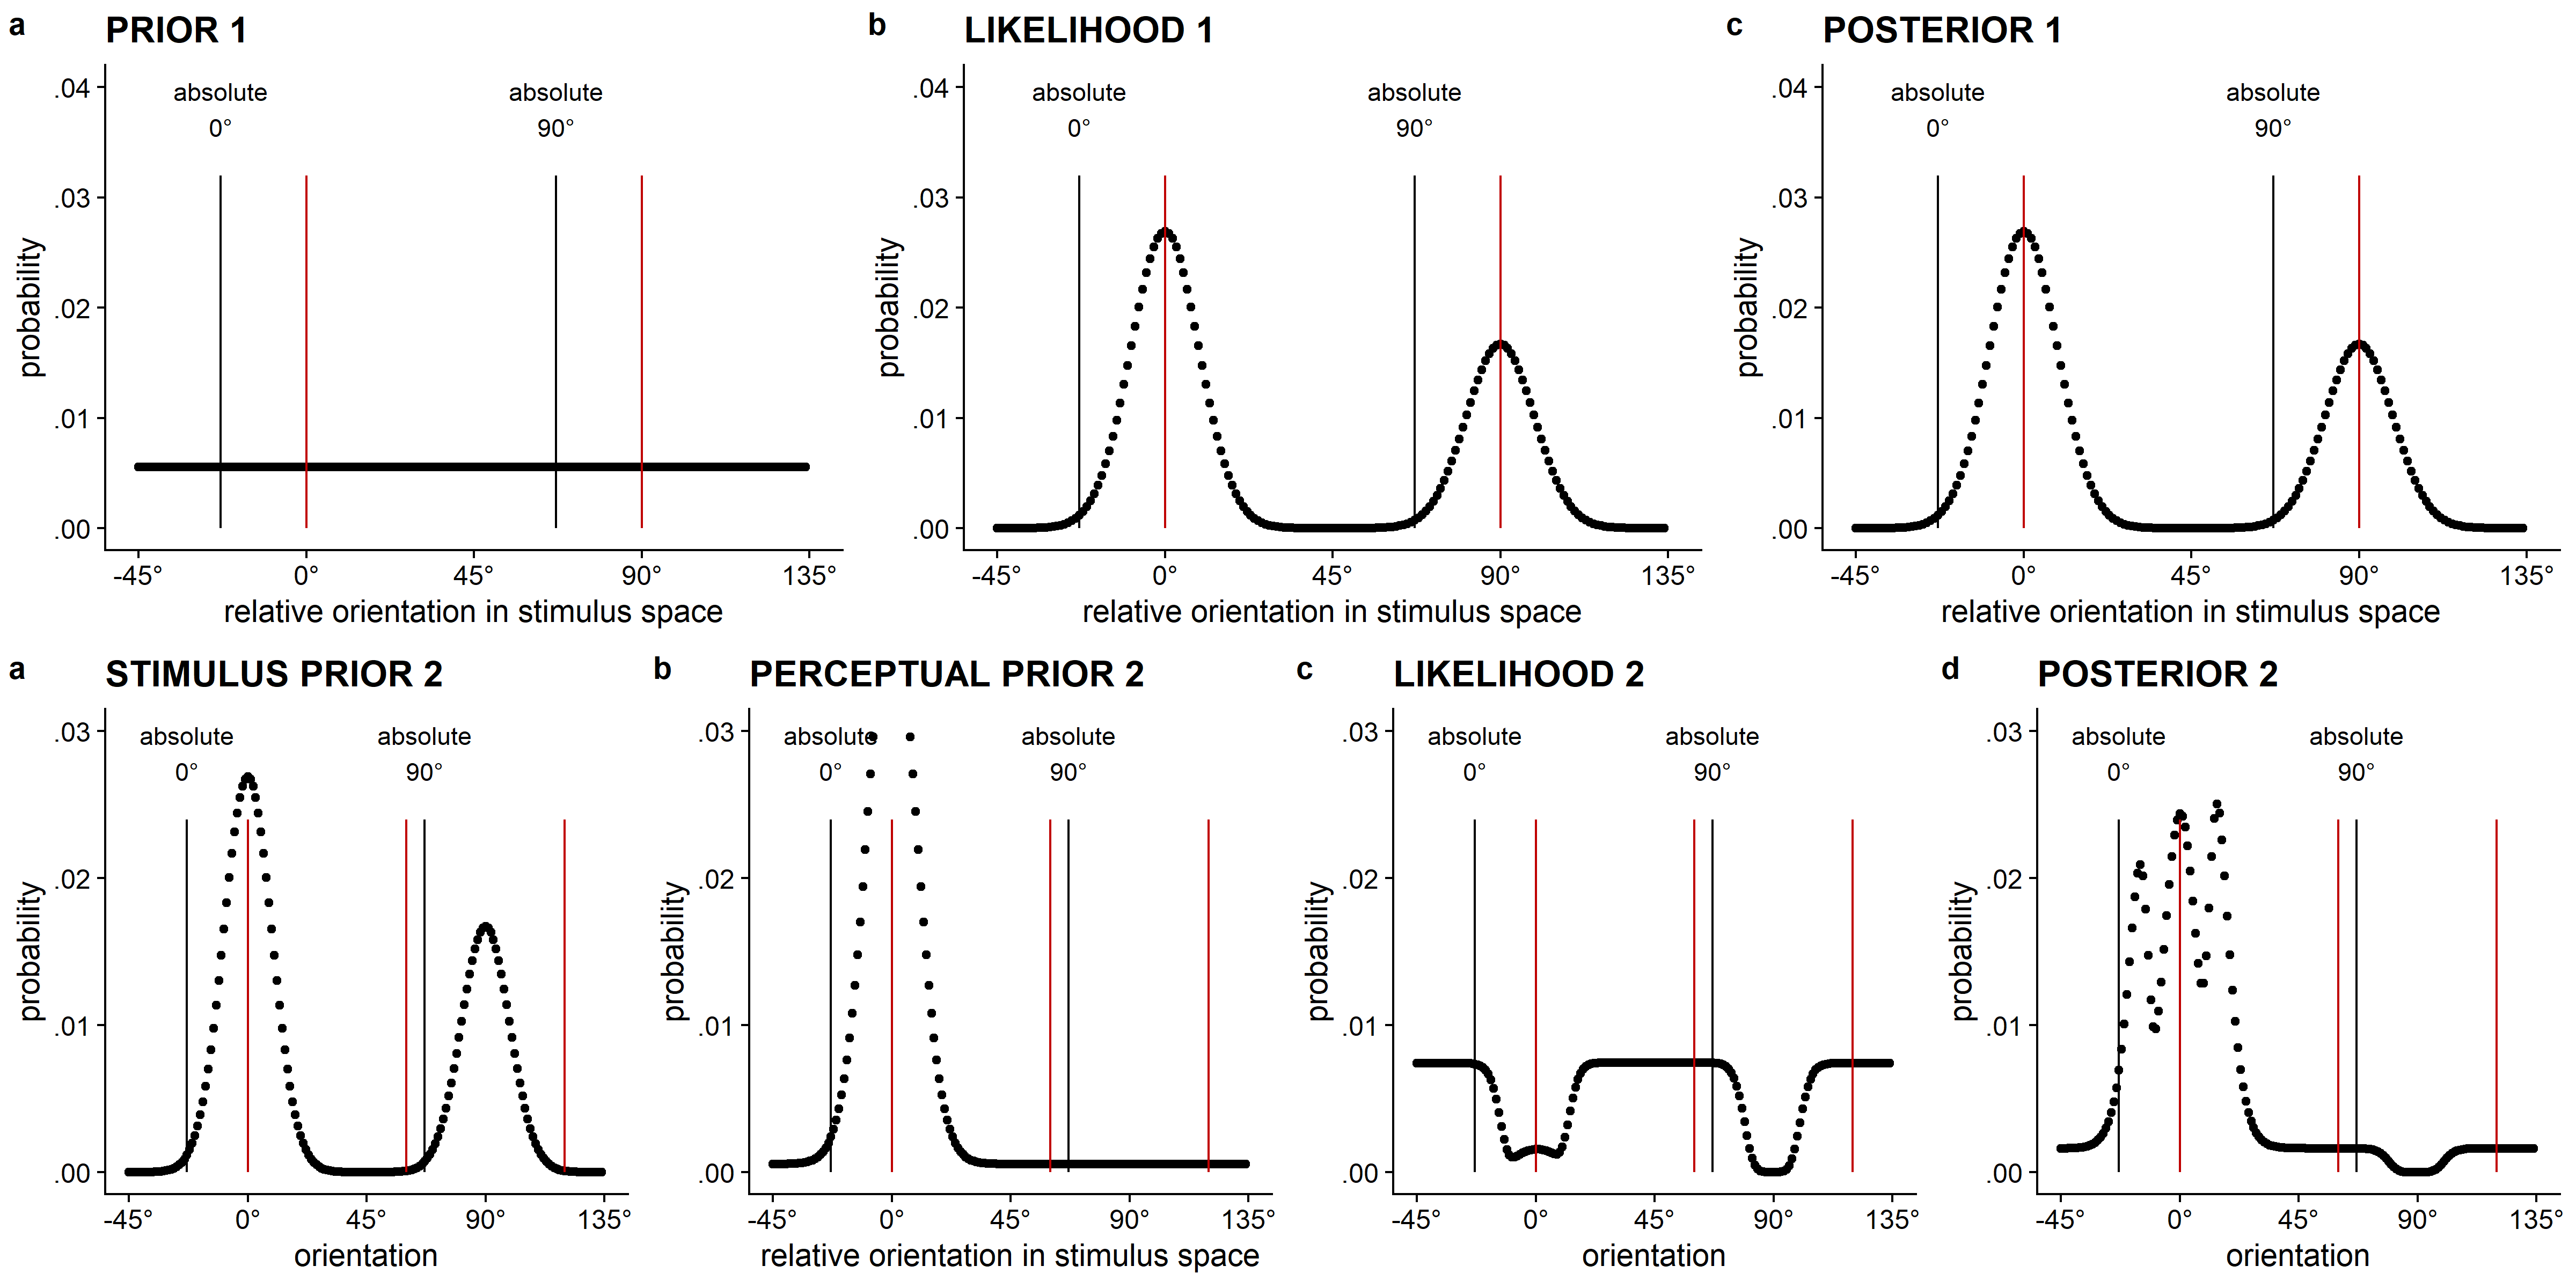 a PRIOR 1
.04
.03
.02
.01
.00
absolute 0°
absolute 90°
probability
-45° 0° 45° 90° 135°
relative orientation in stimulus space
b LIKELIHOOD 1
.04
.03
.02
.01
.00
absolute 0°
absolute 90°
probability
-45° 0° 45° 90° 135°
relative orientation in stimulus space
c POSTERIOR 1
.04
.03
.02
.01
.00
absolute 0°
absolute 90°
probability
-45° 0° 45° 90° 135°
relative orientation in stimulus space
a STIMULUS PRIOR 2
.03
.02
.01
.00
absolute 0°
absolute 90°
probability
-45° 0° 45° 90° 135°
orientation
b PERCEPTUAL PRIOR 2
.03
.02
.01
.00
absolute 0°
absolute 90°
probability
-45° 0° 45° 90° 135°
relative orientation in stimulus space
c LIKELIHOOD 2
.03
.02
.01
.00
absolute 0°
absolute 90°
probability
-45° 0° 45° 90° 135°
orientation
d POSTERIOR 2
.03
.02
.01
.00
absolute 0°
absolute 90°
probability
-45° 0° 45° 90° 135°
orientation